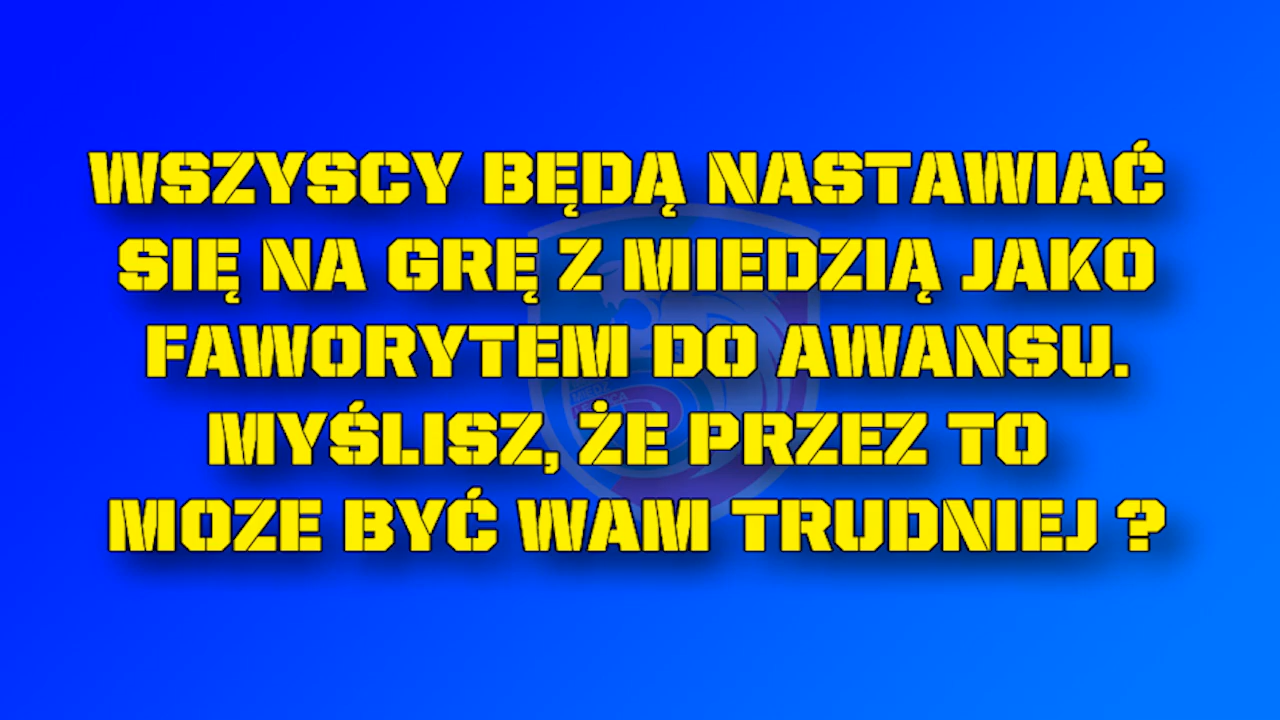 WSZYSCY BĘDĄ NASTAWIAĆ
SIĘ NA GRĘ Z MIEDZIĄ JAKO
FAWORYTEM DO AWANSU.
MYŚLISZ, ŻE PRZEZ TO
MOZE BYĆ WAM TRUDNIEJ ?